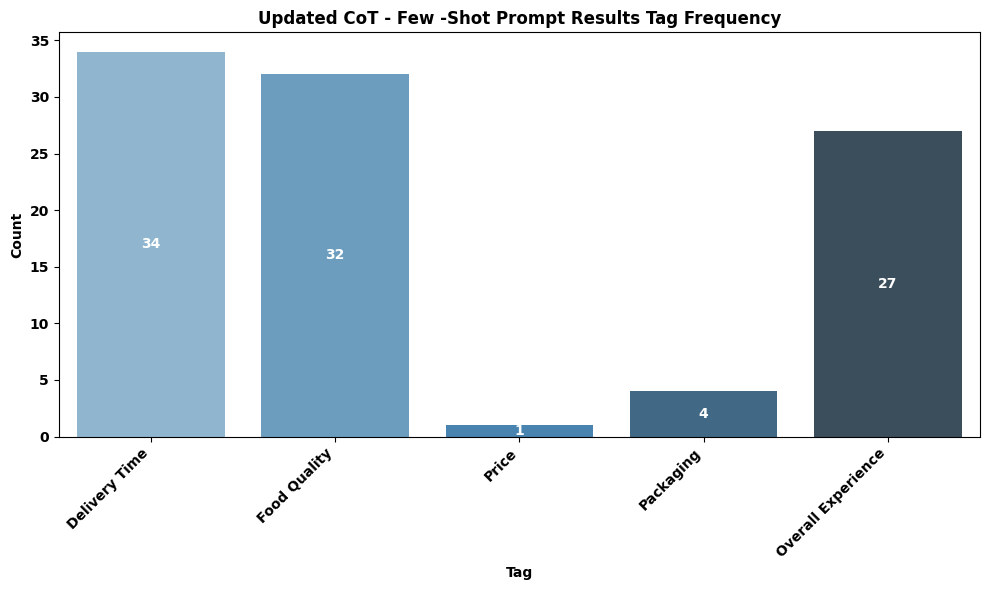 Updated CoT - Few -Shot Prompt Results Tag Frequency
Count
35
30
25
20
15
10
5
0
34
32
1
4
27
Delivery Time
Food Quality
Price
Packaging
Overall Experience
Tag